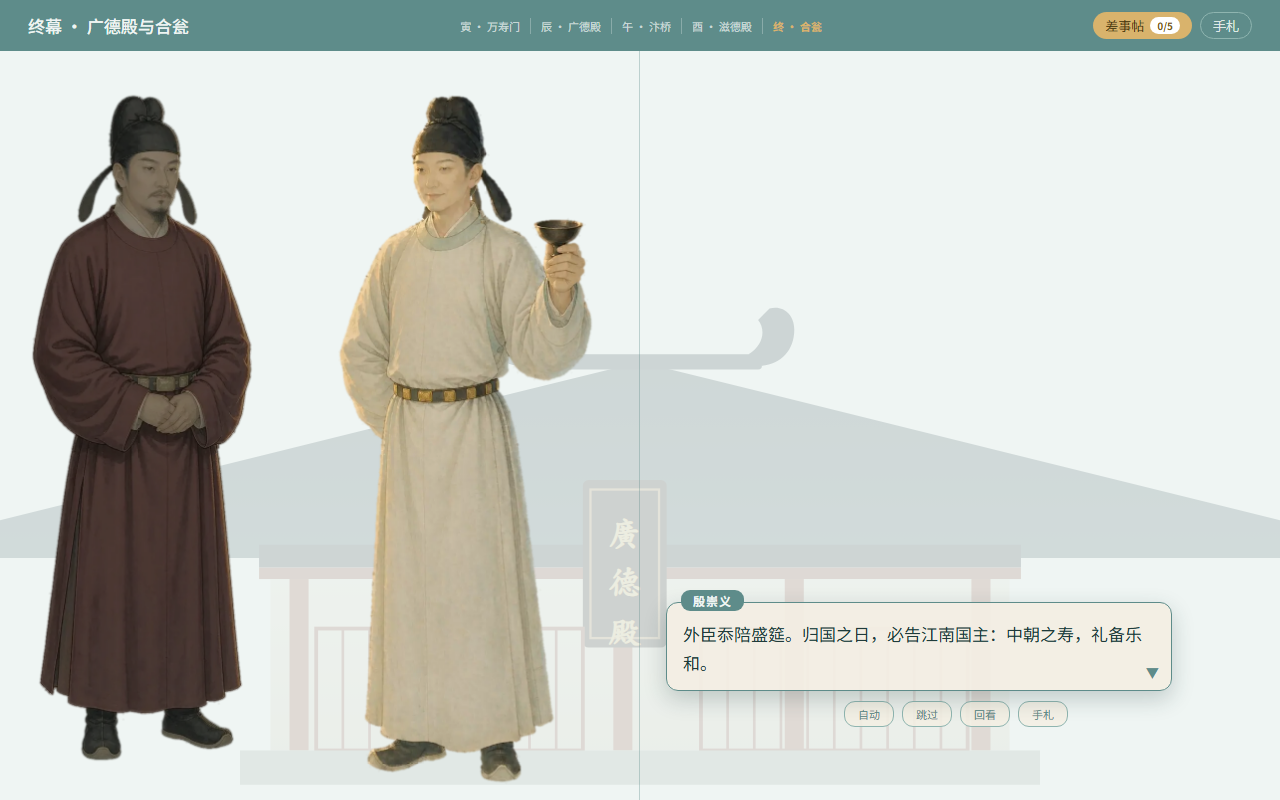 终幕 · 广德殿与合瓮
寅 · 万寿门
辰 · 广德殿
午 · 汴桥
酉 · 滋德殿
终 · 合瓮
差事帖 0/5
手札
廣德殿
殷崇义
外臣忝陪盛筵。归国之日，必告江南国主：中朝之寿，礼备乐
和。
自动
跳过
回看
手札